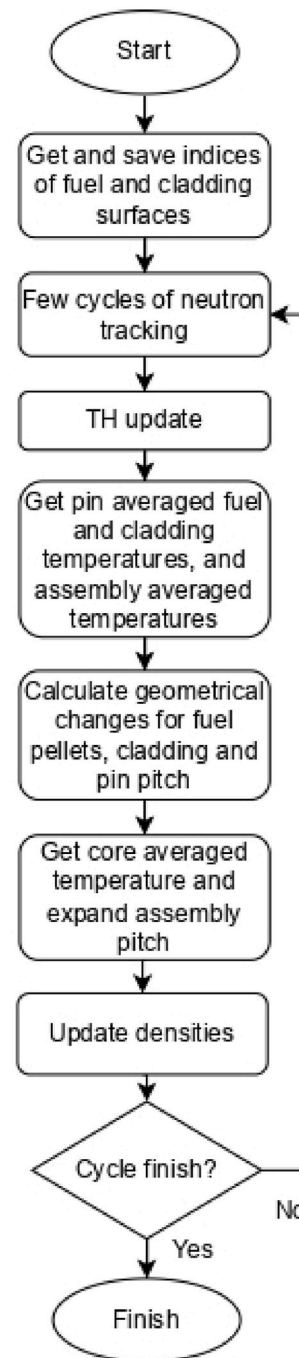 Start
Get and save indices
of fuel and cladding
surfaces
Few cycles of neutron
tracking
TH update
Get pin averaged fuel
and cladding
temperatures, and
assembly averaged
temperatures
Calculate geometrical
changes for fuel
pellets, cladding and
pin pitch
Get core averaged
temperature and
expand assembly
pitch
Update densities
Cycle finish?
No
Yes
Finish